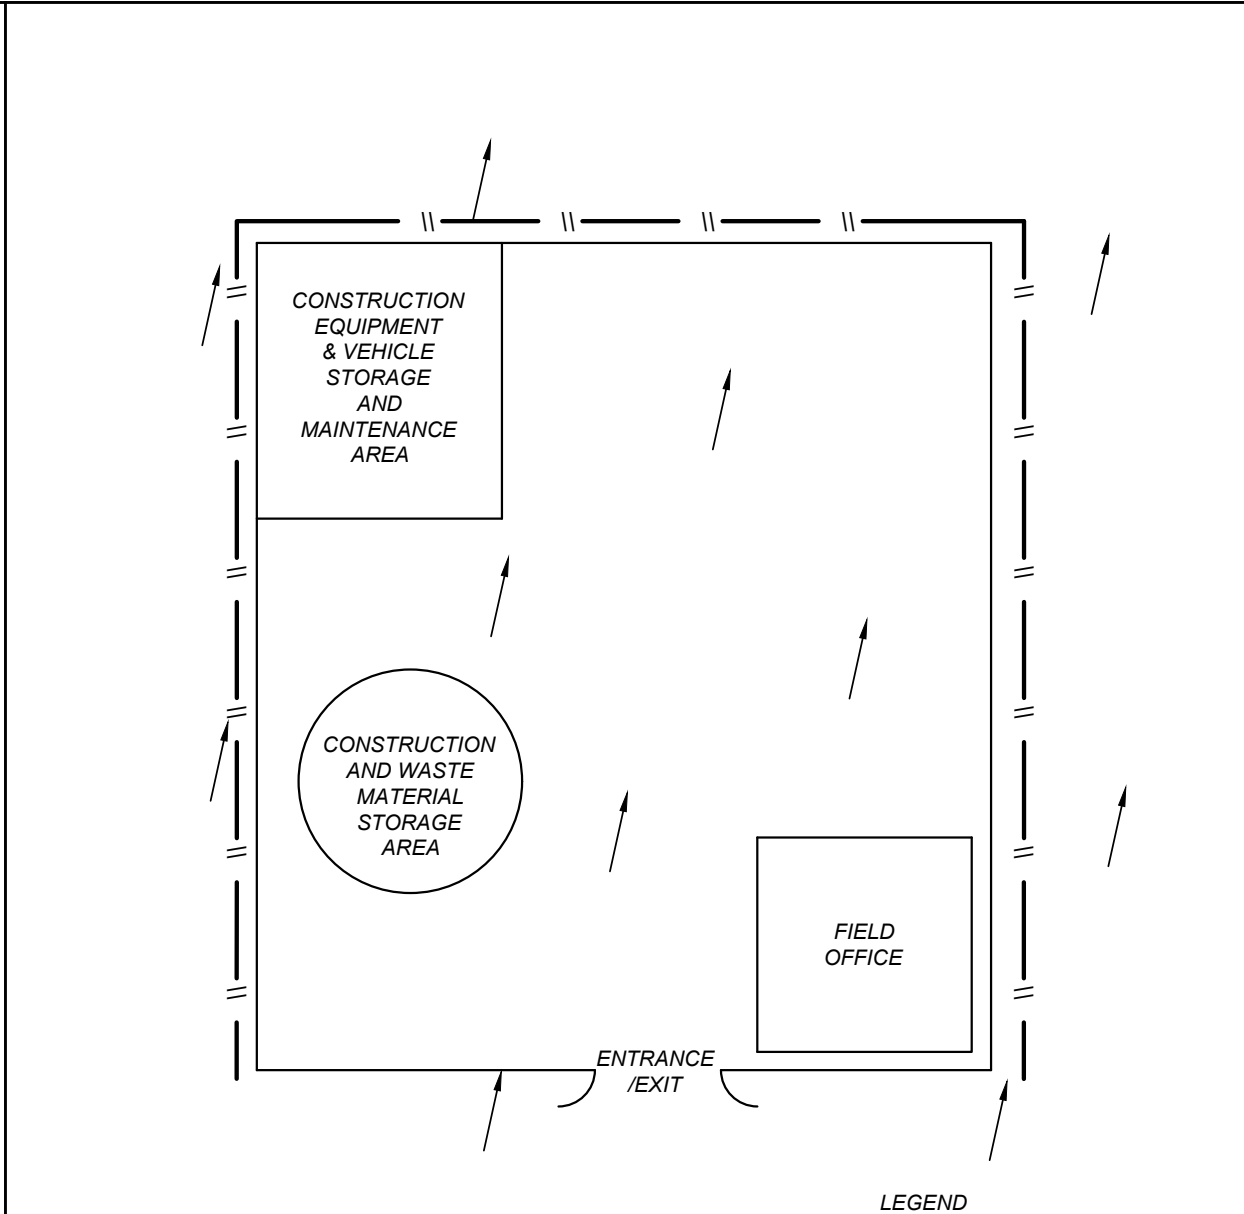 CONSTRUCTION
EQUIPMENT
& VEHICLE
STORAGE
AND
MAINTENANCE
AREA
CONSTRUCTION
AND WASTE
MATERIAL
STORAGE
AREA
FIELD
OFFICE
ENTRANCE
/EXIT
LEGEND